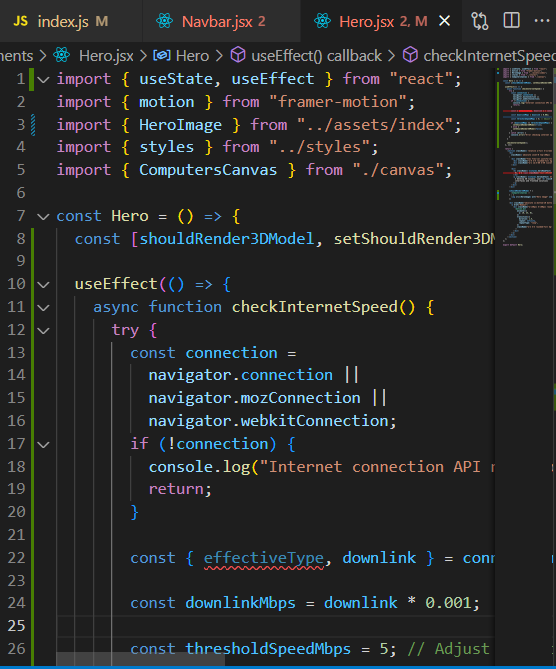 JS index.js M Navbar.jsx 2 Hero.jsx 2, M
nents > Hero.jsx > Hero > useEffect() callback > checkInternetSpeed
1 import { useState, useEffect } from "react";
2 import { motion } from "framer-motion";
3 import { HeroImage } from "../assets/index";
4 import { styles } from "../styles";
5 import { ComputersCanvas } from "./canvas";
6
7 const Hero = () => {
8 const [shouldRender3DModel, setShouldRender3DM
9
10 useEffect(() => {
11 async function checkInternetSpeed() {
12 try {
13 const connection =
14 navigator.connection ||
15 navigator.mozConnection ||
16 navigator.webkitConnection;
17 if (!connection) {
18 console.log("Internet connection API n
19 return;
20 }
21
22 const { effectiveType, downlink } = conn
23
24 const downlinkMbps = downlink * 0.001;
25
26 const thresholdSpeedMbps = 5; // Adjust